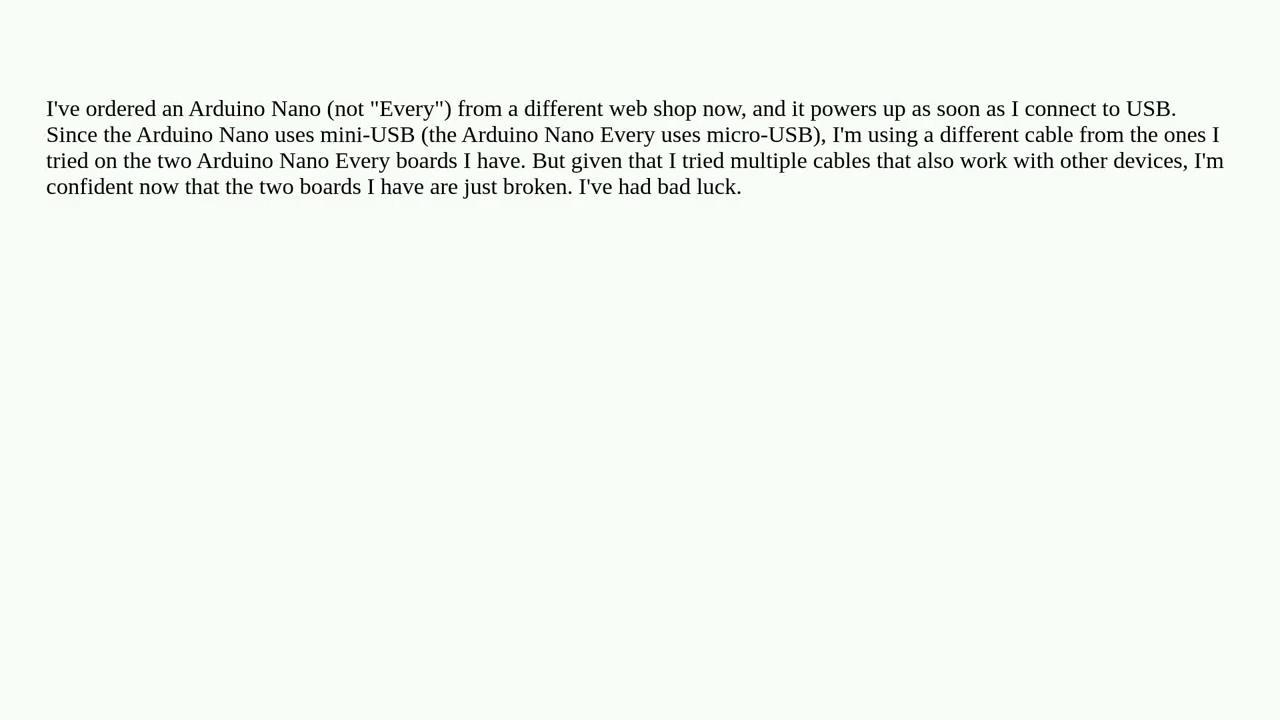 I've ordered an Arduino Nano (not "Every") from a different web shop now, and it powers up as soon as I connect to USB.
Since the Arduino Nano uses mini-USB (the Arduino Nano Every uses micro-USB), I'm using a different cable from the ones I
tried on the two Arduino Nano Every boards I have. But given that I tried multiple cables that also work with other devices, I'm
confident now that the two boards I have are just broken. I've had bad luck.